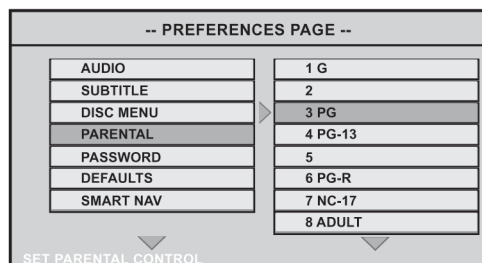 -- PREFERENCES PAGE --
AUDIO
SUBTITLE
DISC MENU
PARENTAL
PASSWORD
DEFAULTS
SMART NAV
1 G
2
3 PG
4 PG-13
5
6 PG-R
7 NC-17
8 ADULT
SET PARENTAL CONTROL